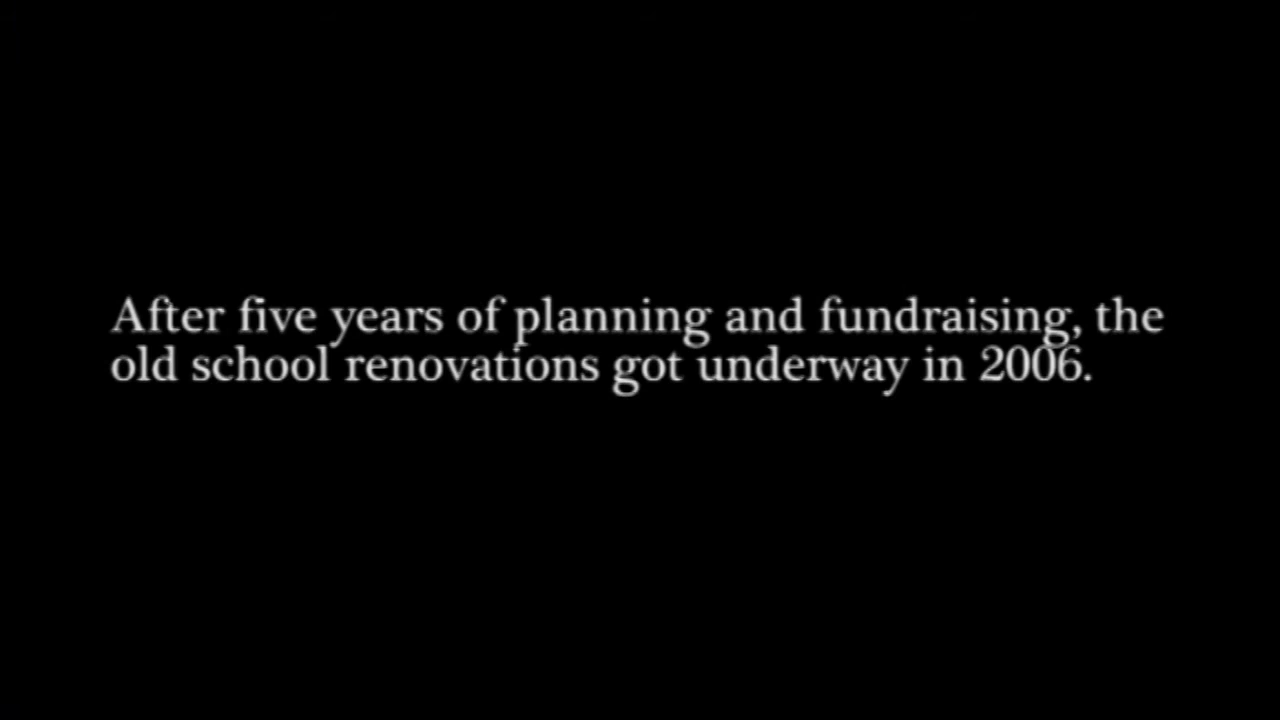 After five years of planning and fundraising, the
old school renovations got underway in 2006.